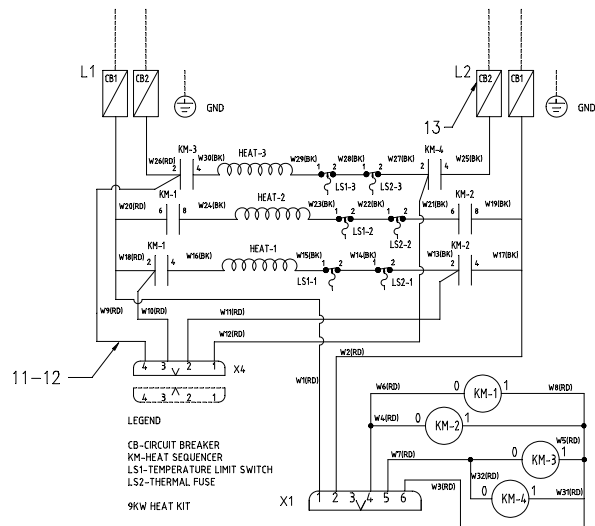 L1 CB1 CB2 GND L2 CB2 CB1 GND
13
KM-3 KM-4
W26(RD) 2 4 W30(BK) HEAT-3 W29(BK) 1 2 W28(BK) 1 2 W27(BK) 2 4 W25(BK)
LS1-3 LS2-3
KM-1 HEAT-2 KM-2
W20(RD) 6 8 W24(BK) W23(BK) 1 2 W22(BK) 1 2 W21(BK) 6 8 W19(BK)
LS1-2 LS2-2
KM-1 HEAT-1 KM-2
W18(RD) 2 4 W16(BK) W15(BK) 1 2 W14(BK) 1 2 W13(BK) 2 4 W17(BK)
LS1-1 LS2-1
W9(RD) W10(RD) W11(RD)
W12(RD)
W2(RD)
11-12
4 3 2 1 X4
4 3 2 1
W1(RD)
W6(RD) 0 KM-1 1 W8(RD)
W4(RD) 0 KM-2 1
W7(RD) 0 KM-3 1 W5(RD)
W32(RD) 0 KM-4 1 W31(RD)
W3(RD)
X1 1 2 3 4 5 6
LEGEND
CB-CIRCUIT BREAKER
KM-HEAT SEQUENCER
LS1-TEMPERATURE LIMIT SWITCH
LS2-THERMAL FUSE
9KW HEAT KIT